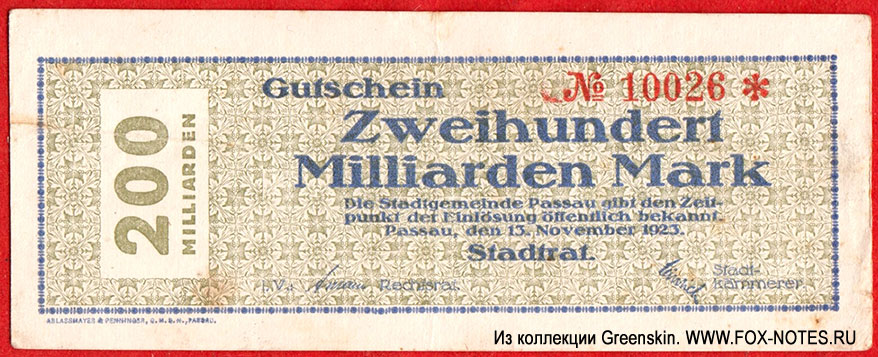 Gutschein
№ 10026 *
200
MILLIARDEN
Zweihundert
Milliarden Mark
Die Stadtgemeinde Passau gibt den Zeit-
punkt der Einlösung öffentlich bekannt.
Passau, den 13. November 1923.
Stadtrat.
I.V.: Rechtsrat.
Stadt-
kämmerer
ABLASSMAYER & PENNINGER, G.M.B.H., PASSAU.
Из коллекции Greenskin. WWW.FOX-NOTES.RU